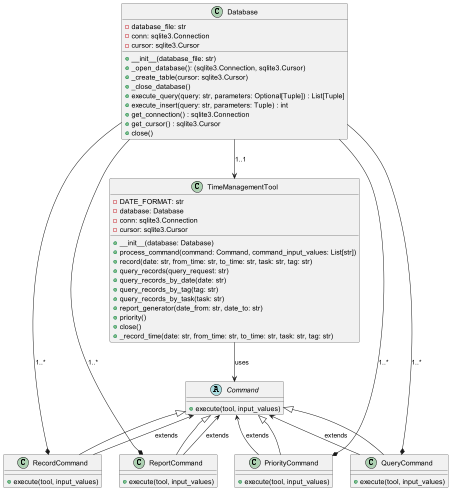 C Database
database_file: str
conn: sqlite3.Connection
cursor: sqlite3.Cursor
__init__(database_file: str)
_open_database(): (sqlite3.Connection, sqlite3.Cursor)
_create_table(cursor: sqlite3.Cursor)
_close_database()
execute_query(query: str, parameters: Optional[Tuple]) : List[Tuple]
execute_insert(query: str, parameters: Tuple) : int
get_connection() : sqlite3.Connection
get_cursor() : sqlite3.Cursor
close()
1..1
C TimeManagementTool
DATE_FORMAT: str
database: Database
conn: sqlite3.Connection
cursor: sqlite3.Cursor
__init__(database: Database)
process_command(command: Command, command_input_values: List[str])
record(date: str, from_time: str, to_time: str, task: str, tag: str)
query_records(query_request: str)
query_records_by_date(date: str)
query_records_by_tag(tag: str)
query_records_by_task(task: str)
report_generator(date_from: str, date_to: str)
priority()
close()
_record_time(date: str, from_time: str, to_time: str, task: str, tag: str)
1..* 1..* uses 1..* 1..*
A Command
execute(tool, input_values)
extends extends extends extends
C RecordCommand
execute(tool, input_values)
C ReportCommand
execute(tool, input_values)
C PriorityCommand
execute(tool, input_values)
C QueryCommand
execute(tool, input_values)